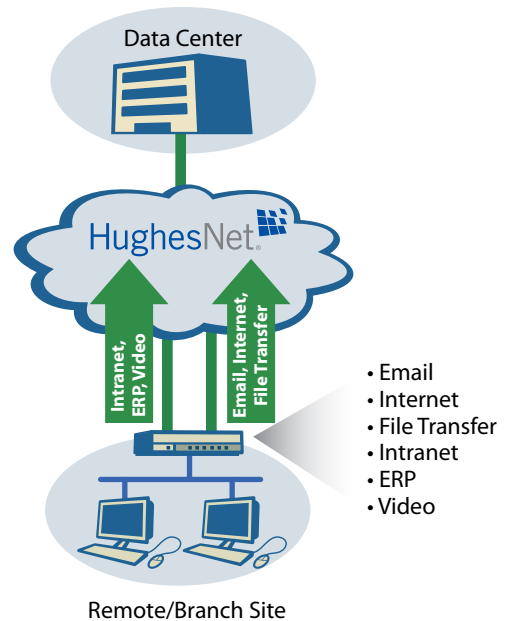 Data Center
HughesNet®
Intranet,
ERP, Video
Email, Internet,
File Transfer
• Email
• Internet
• File Transfer
• Intranet
• ERP
• Video
Remote/Branch Site